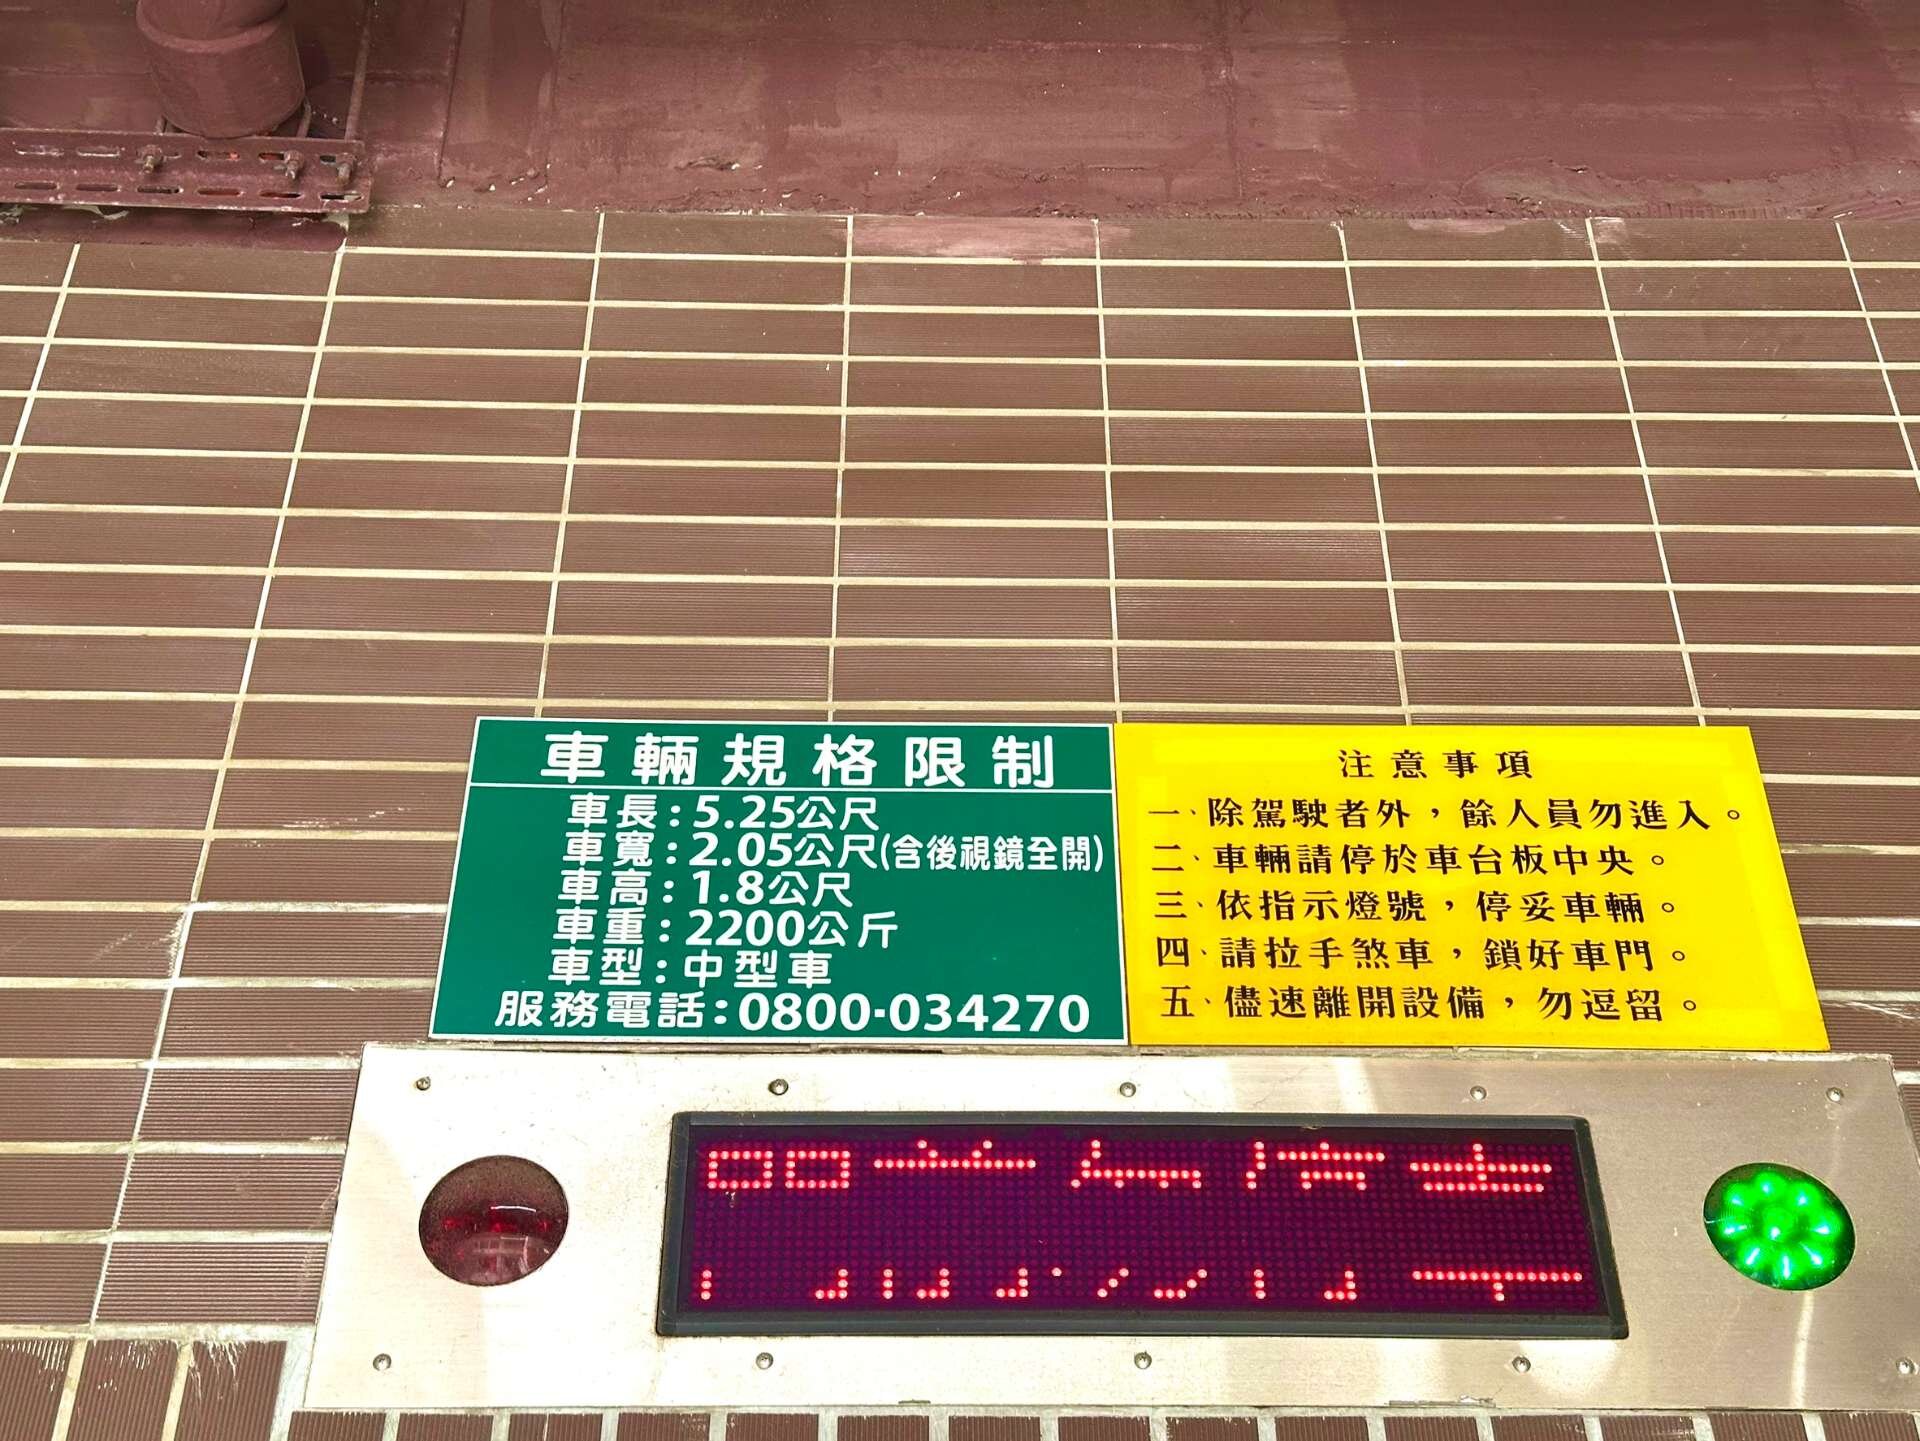 車輛規格限制
車長：5.25公尺
車寬：2.05公尺(含後視鏡全開)
車高：1.8公尺
車重：2200公斤
車型：中型車
服務電話：0800-034270
注意事項
一、除駕駛者外，餘人員勿進入。
二、車輛請停於車台板中央。
三、依指示燈號，停妥車輛。
四、請拉手煞車，鎖好車門。
五、儘速離開設備，勿逗留。